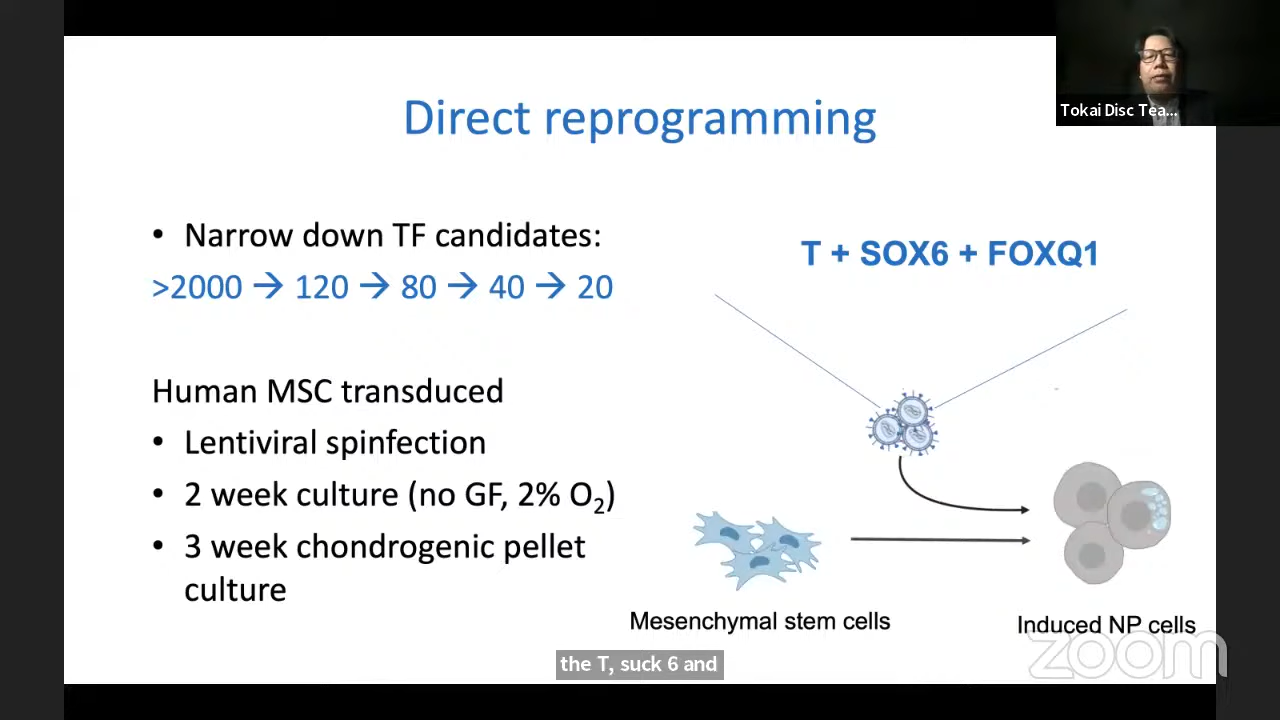 Tokai Disc Tea...
Direct reprogramming
• Narrow down TF candidates:
>2000 → 120 → 80 → 40 → 20
Human MSC transduced
• Lentiviral spinfection
• 2 week culture (no GF, 2% O₂)
• 3 week chondrogenic pellet
culture
T + SOX6 + FOXQ1
Mesenchymal stem cells
Induced NP cells
the T, suck 6 and
zoom